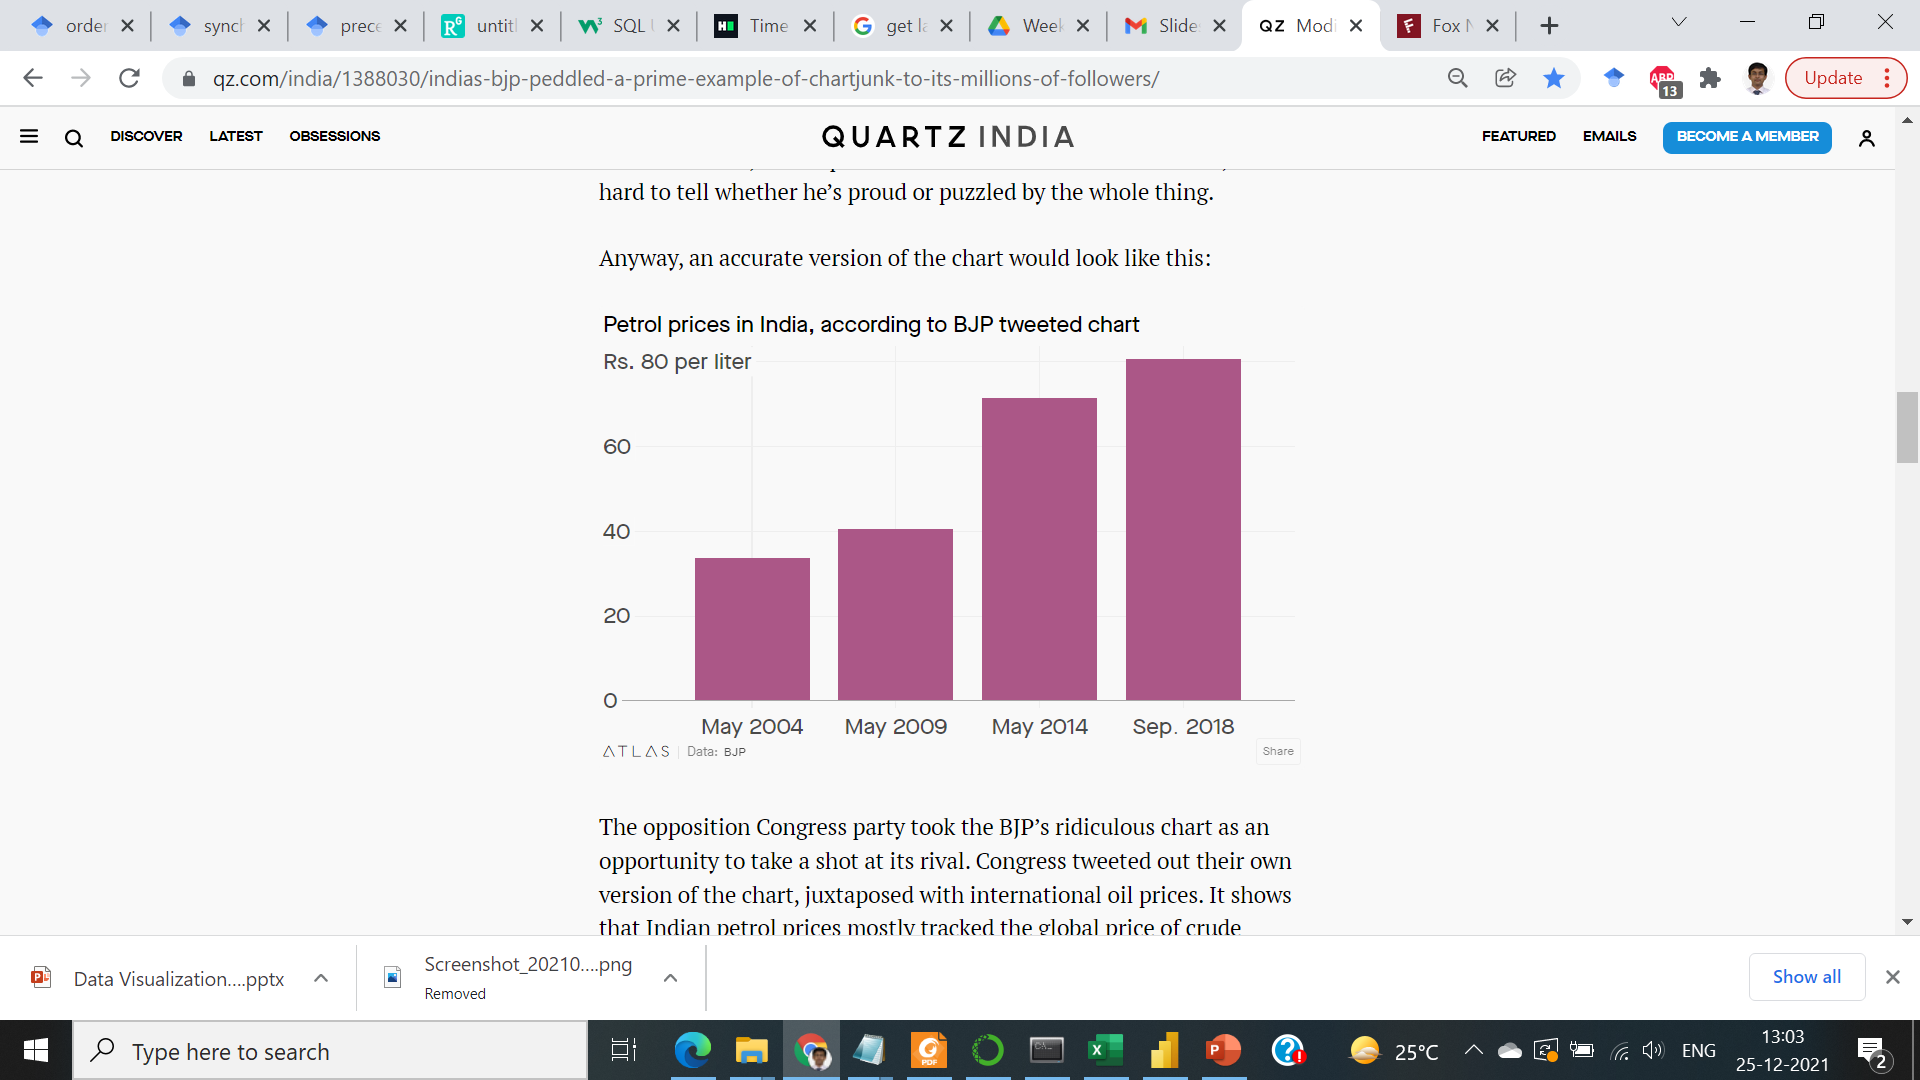 order
synch
prece
untitl
SQL
Time
get la
Week
Slide
QZ Modi
Fox N
qz.com/india/1388030/indias-bjp-peddled-a-prime-example-of-chartjunk-to-its-millions-of-followers/
ABP
13
Update
DISCOVER LATEST OBSESSIONS
QUARTZ INDIA
FEATURED EMAILS BECOME A MEMBER
hard to tell whether he’s proud or puzzled by the whole thing.
Anyway, an accurate version of the chart would look like this:
Petrol prices in India, according to BJP tweeted chart
Rs. 80 per liter
60
40
20
0
May 2004 May 2009 May 2014 Sep. 2018
ATLAS Data: BJP Share
The opposition Congress party took the BJP’s ridiculous chart as an
opportunity to take a shot at its rival. Congress tweeted out their own
version of the chart, juxtaposed with international oil prices. It shows
that Indian petrol prices mostly tracked the global price of crude
Data Visualization....pptx
Screenshot_20210....png
Removed
Show all
Type here to search
25°C
ENG
13:03
25-12-2021
2